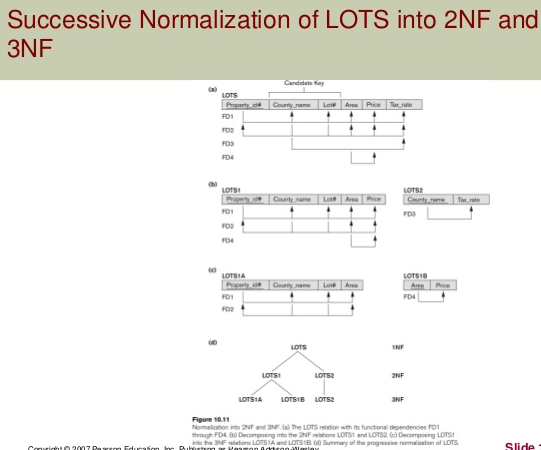 Successive Normalization of LOTS into 2NF and
3NF
Candidate Key
(a)
LOTS
Property_id# County_name Lot# Area Price Tax_rate
FD1
FD2
FD3
FD4
(b)
LOTS1 LOTS2
Property_id# County_name Lot# Area Price County_name Tax_rate
FD1
FD3
FD2
FD4
(c)
LOTS1A LOTS1B
Property_id# County_name Lot# Area Area Price
FD1 FD4
FD2
(d)
LOTS 1NF
LOTS1 LOTS2 2NF
LOTS1A LOTS1B LOTS2 3NF
Figure 10.11
Normalization into 2NF and 3NF. (a) The LOTS relation with its functional dependencies FD1
through FD4. (b) Decomposing into the 2NF relations LOTS1 and LOTS2. (c) Decomposing LOTS1
into the 3NF relations LOTS1A and LOTS1B. (d) Summary of the progressive normalization of LOTS.
Copyright © 2007 Pearson Education, Inc. Publishing as Pearson Addison-Wesley
Slide